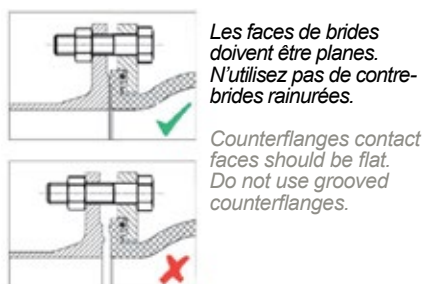 Les faces de brides
doivent être planes.
N'utilisez pas de contre-
brides rainurées.
Counterflanges contact
faces should be flat.
Do not use grooved
counterflanges.